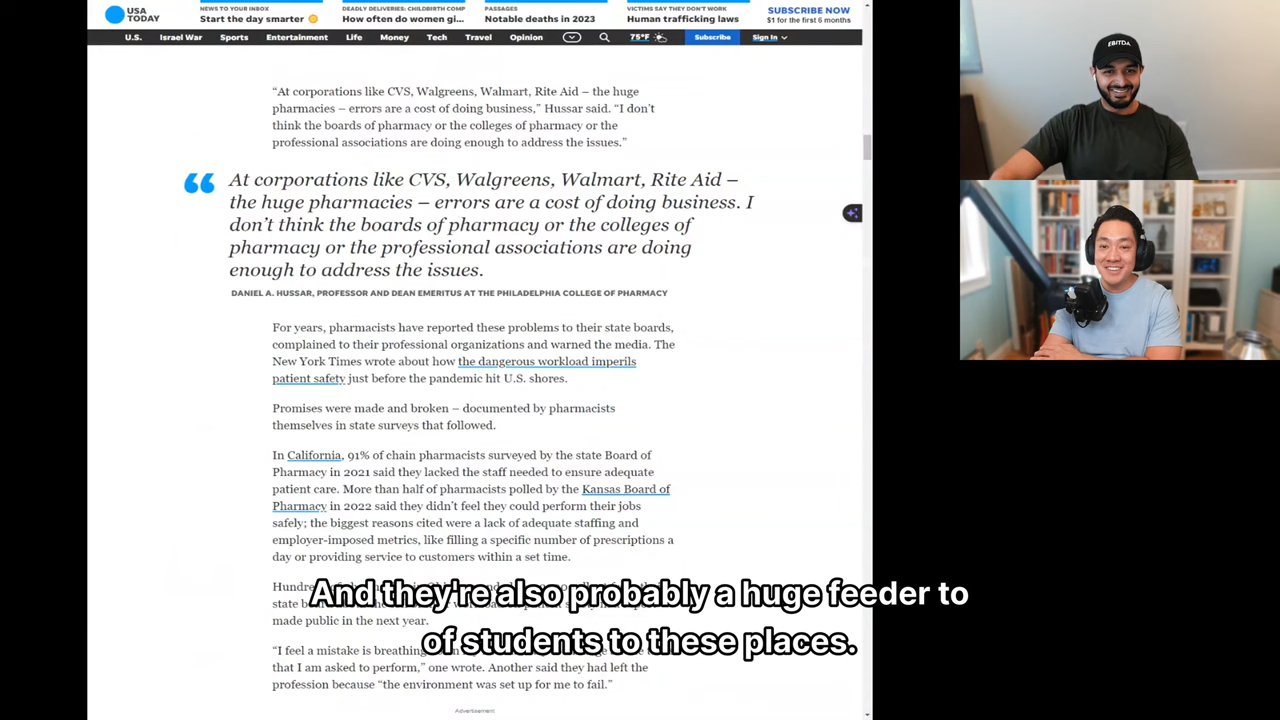 USA TODAY
NEWS TO YOUR INBOX
Start the day smarter
DEADLY DELIVERIES: CHILDBIRTH COMP
How often do women gi...
PASSAGES
Notable deaths in 2023
VICTIMS SAY THEY DON'T WORK
Human trafficking laws
SUBSCRIBE NOW
$1 for the first 6 months
U.S. Israel War Sports Entertainment Life Money Tech Travel Opinion 75°F Subscribe Sign In
EBITDA
“At corporations like CVS, Walgreens, Walmart, Rite Aid – the huge
pharmacies – errors are a cost of doing business,” Hussar said. “I don’t
think the boards of pharmacy or the colleges of pharmacy or the
professional associations are doing enough to address the issues.”
“ At corporations like CVS, Walgreens, Walmart, Rite Aid –
the huge pharmacies – errors are a cost of doing business. I
don’t think the boards of pharmacy or the colleges of
pharmacy or the professional associations are doing
enough to address the issues.
DANIEL A. HUSSAR, PROFESSOR AND DEAN EMERITUS AT THE PHILADELPHIA COLLEGE OF PHARMACY
For years, pharmacists have reported these problems to their state boards,
complained to their professional organizations and warned the media. The
New York Times wrote about how the dangerous workload imperils
patient safety just before the pandemic hit U.S. shores.
Promises were made and broken – documented by pharmacists
themselves in state surveys that followed.
In California, 91% of chain pharmacists surveyed by the state Board of
Pharmacy in 2021 said they lacked the staff needed to ensure adequate
patient care. More than half of pharmacists polled by the Kansas Board of
Pharmacy in 2022 said they didn’t feel they could perform their jobs
safely; the biggest reasons cited were a lack of adequate staffing and
employer-imposed metrics, like filling a specific number of prescriptions a
day or providing service to customers within a set time.
And they're also probably a huge feeder to
of students to these places.
made public in the next year.
“I feel a mistake is breathing
that I am asked to perform,” one wrote. Another said they had left the
profession because “the environment was set up for me to fail.”
Advertisement